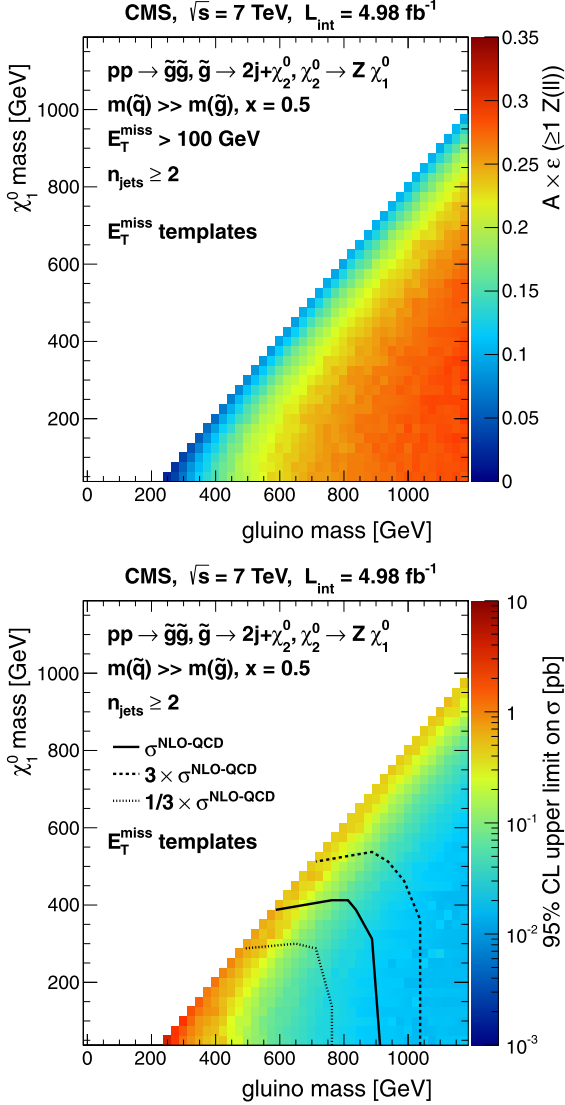 CMS, √s = 7 TeV, L_int = 4.98 fb⁻¹
pp → g̃g̃, g̃ → 2j+χ₂⁰, χ₂⁰ → Z χ₁⁰
m(q̃) >> m(g̃), x = 0.5
E_T^miss > 100 GeV
n_jets ≥ 2
E_T^miss templates
χ₁⁰ mass [GeV]
1000
800
600
400
200
0 200 400 600 800 1000
gluino mass [GeV]
0.35
0.3
0.25
0.2
0.15
0.1
0.05
0
A × ε (≥1 Z(ll))
CMS, √s = 7 TeV, L_int = 4.98 fb⁻¹
pp → g̃g̃, g̃ → 2j+χ₂⁰, χ₂⁰ → Z χ₁⁰
m(q̃) >> m(g̃), x = 0.5
n_jets ≥ 2
σ^NLO-QCD
3 × σ^NLO-QCD
1/3 × σ^NLO-QCD
E_T^miss templates
χ₁⁰ mass [GeV]
1000
800
600
400
200
0 200 400 600 800 1000
gluino mass [GeV]
10
1
10⁻¹
10⁻²
10⁻³
95% CL upper limit on σ [pb]